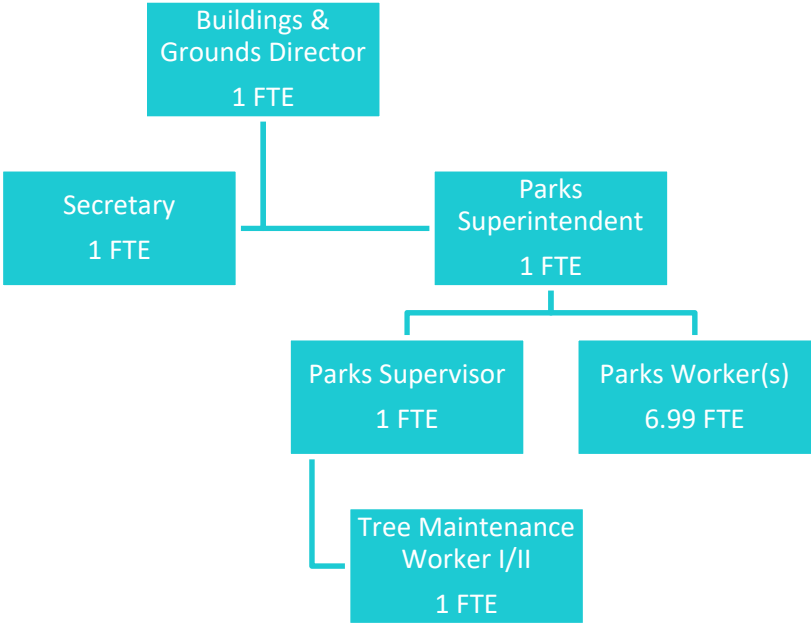 Buildings &
Grounds Director
1 FTE
Secretary
1 FTE
Parks
Superintendent
1 FTE
Parks Supervisor
1 FTE
Parks Worker(s)
6.99 FTE
Tree Maintenance
Worker I/II
1 FTE